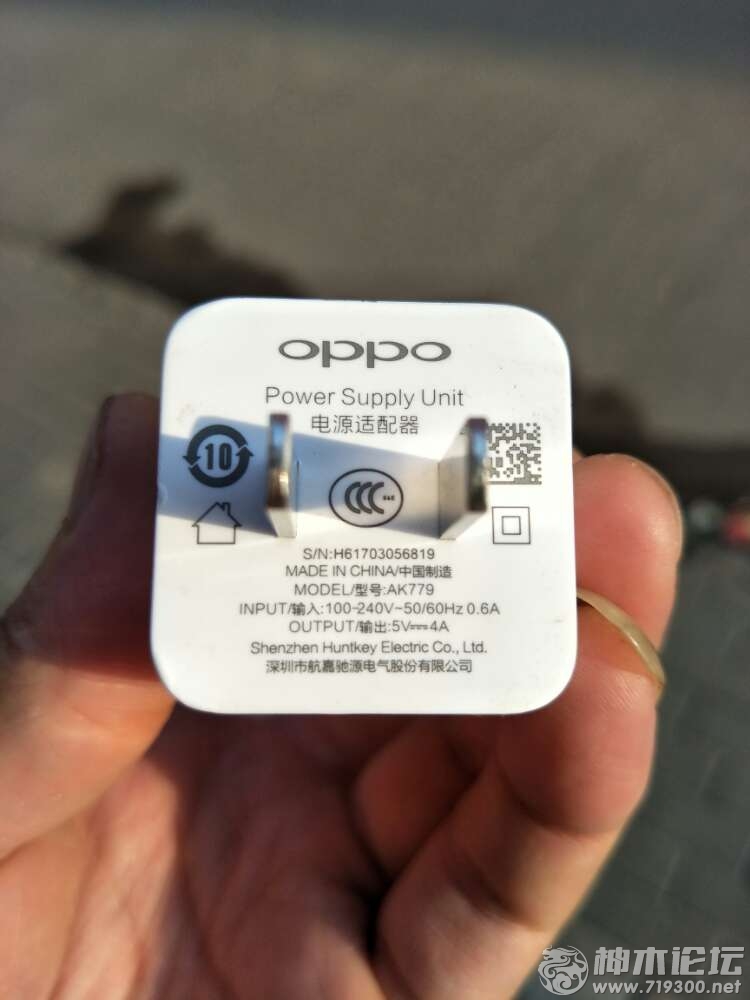 oppo
Power Supply Unit
电源适配器
10
CCC
S/N:H61703056819
MADE IN CHINA/中国制造
MODEL/型号:AK779
INPUT/输入:100-240V~50/60Hz 0.6A
OUTPUT/输出:5V⎓4A
Shenzhen Huntkey Electric Co., Ltd.
深圳市航嘉驰源电气股份有限公司
神木论坛
www.719300.net